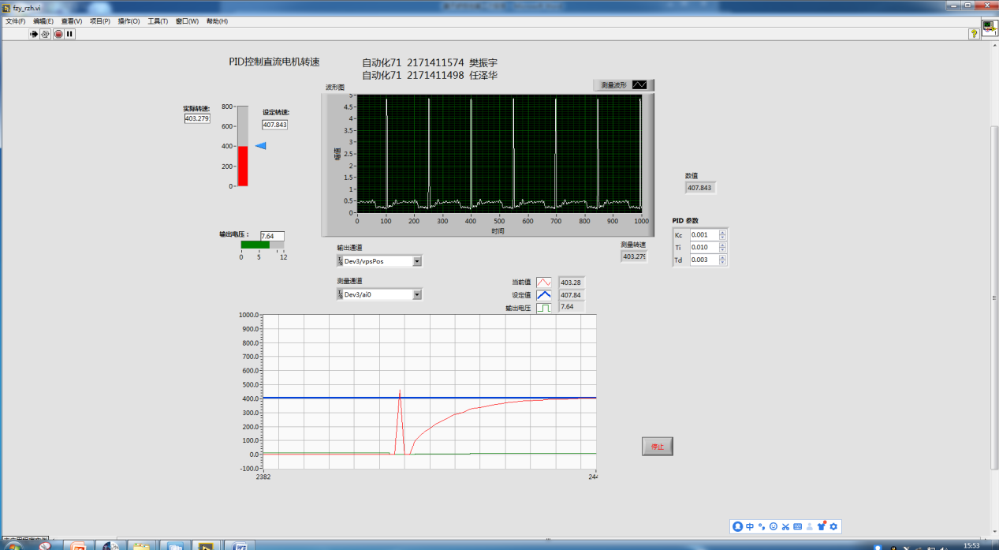 fzy_rzh.vi
文件(F) 编辑(E) 查看(V) 项目(P) 操作(O) 工具(T) 窗口(W) 帮助(H)
PID控制直流电机转速
自动化71 2171411574 樊振宇
自动化71 2171411498 任泽华
波形图
测量波形
实际转速:
403.279
800
600
400
200
0
设定转速:
407.843
幅值
5
4.5
4
3.5
3
2.5
2
1.5
1
0.5
0
0 100 200 300 400 500 600 700 800 900 1000
时间
数值
407.843
PID 参数
Kc 0.001
Ti 0.010
Td 0.003
输出电压：
7.64
0 5 12
输出通道
Dev3/vpsPos
测量转速
403.279
测量通道
Dev3/ai0
当前值 403.28
设定值 407.84
输出电压 7.64
1000.0
900.0
800.0
700.0
600.0
500.0
400.0
300.0
200.0
100.0
0.0
-100.0
2382
244
停止
中
15:53